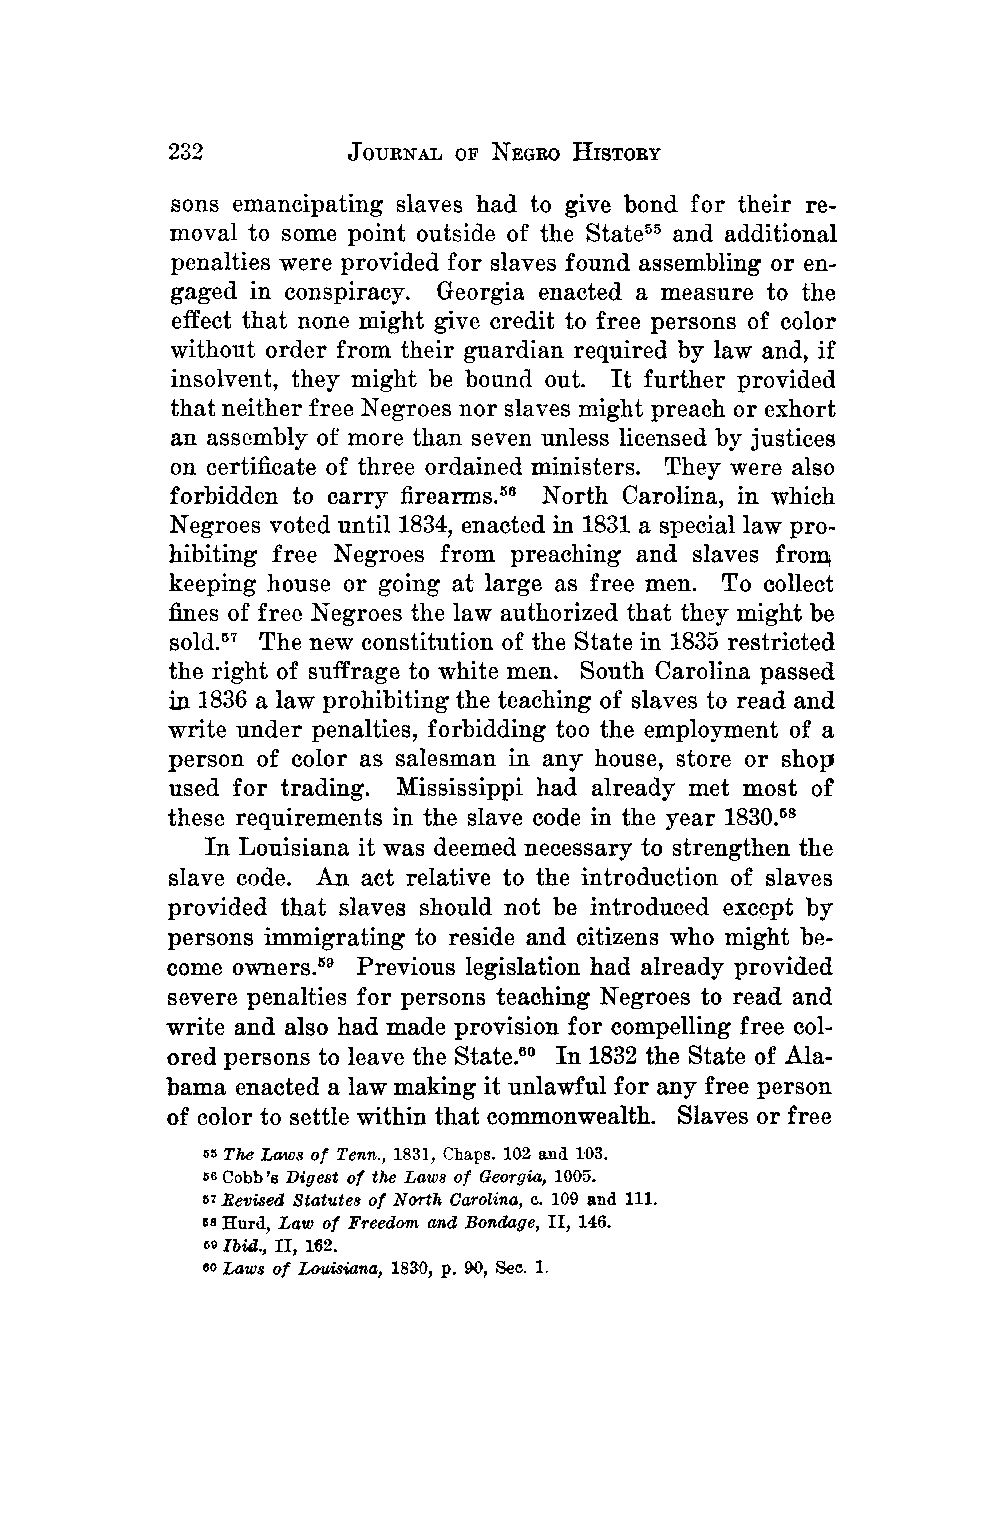 232 JOURNAL OF NEGRO HISTORY
sons emancipating slaves had to give bond for their re-
moval to some point outside of the State⁵⁵ and additional
penalties were provided for slaves found assembling or en-
gaged in conspiracy. Georgia enacted a measure to the
effect that none might give credit to free persons of color
without order from their guardian required by law and, if
insolvent, they might be bound out. It further provided
that neither free Negroes nor slaves might preach or exhort
an assembly of more than seven unless licensed by justices
on certificate of three ordained ministers. They were also
forbidden to carry firearms.⁵⁶ North Carolina, in which
Negroes voted until 1834, enacted in 1831 a special law pro-
hibiting free Negroes from preaching and slaves from
keeping house or going at large as free men. To collect
fines of free Negroes the law authorized that they might be
sold.⁵⁷ The new constitution of the State in 1835 restricted
the right of suffrage to white men. South Carolina passed
in 1836 a law prohibiting the teaching of slaves to read and
write under penalties, forbidding too the employment of a
person of color as salesman in any house, store or shop
used for trading. Mississippi had already met most of
these requirements in the slave code in the year 1830.⁵⁸
In Louisiana it was deemed necessary to strengthen the
slave code. An act relative to the introduction of slaves
provided that slaves should not be introduced except by
persons immigrating to reside and citizens who might be-
come owners.⁵⁹ Previous legislation had already provided
severe penalties for persons teaching Negroes to read and
write and also had made provision for compelling free col-
ored persons to leave the State.⁶⁰ In 1832 the State of Ala-
bama enacted a law making it unlawful for any free person
of color to settle within that commonwealth. Slaves or free
⁵⁵ The Laws of Tenn., 1831, Chaps. 102 and 103.
⁵⁶ Cobb's Digest of the Laws of Georgia, 1005.
⁵⁷ Revised Statutes of North Carolina, c. 109 and 111.
⁵⁸ Hurd, Law of Freedom and Bondage, II, 146.
⁵⁹ Ibid., II, 162.
⁶⁰ Laws of Louisiana, 1830, p. 90, Sec. 1.